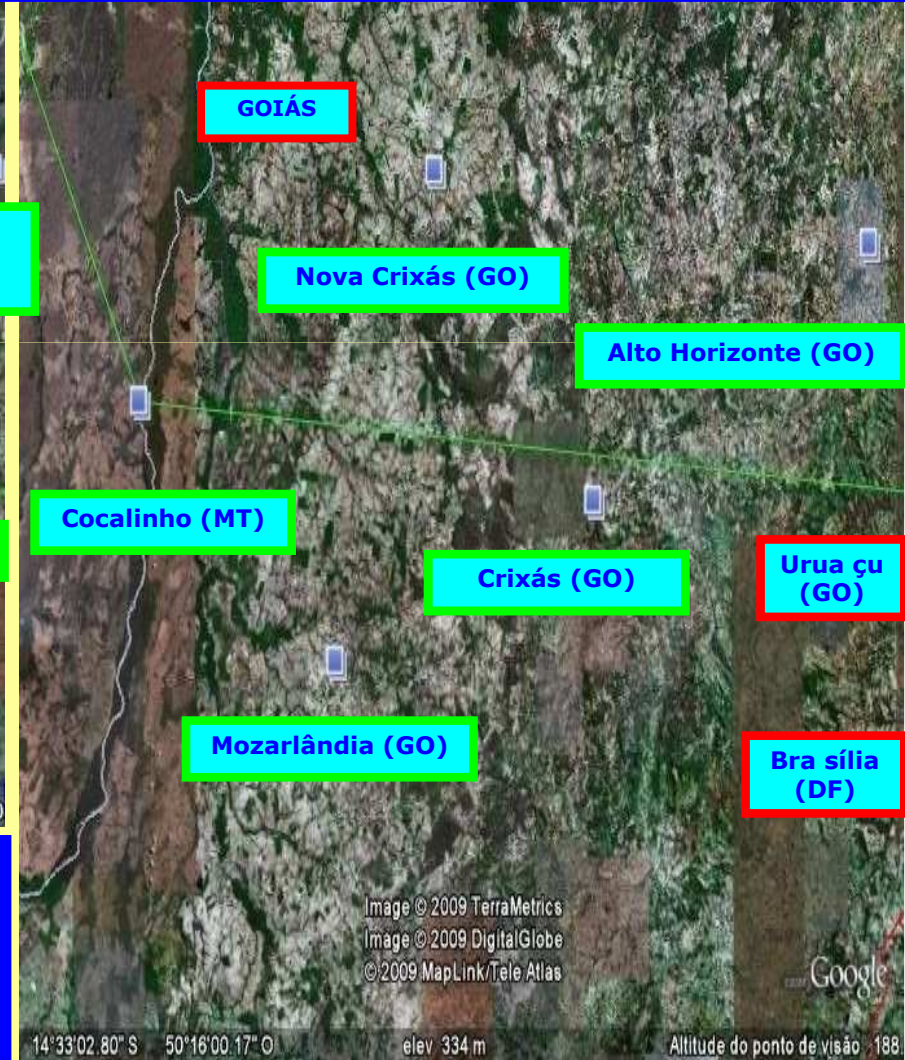 GOIÁS
Nova Crixás (GO)
Alto Horizonte (GO)
Cocalinho (MT)
Crixás (GO)
Urua çu
(GO)
Mozarlândia (GO)
Bra sília
(DF)
Image © 2009 TerraMetrics
Image © 2009 DigitalGlobe
© 2009 MapLink/Tele Atlas
Google
14°33'02.80" S 50°16'00.17" O elev 334 m Altitude do ponto de visão 188